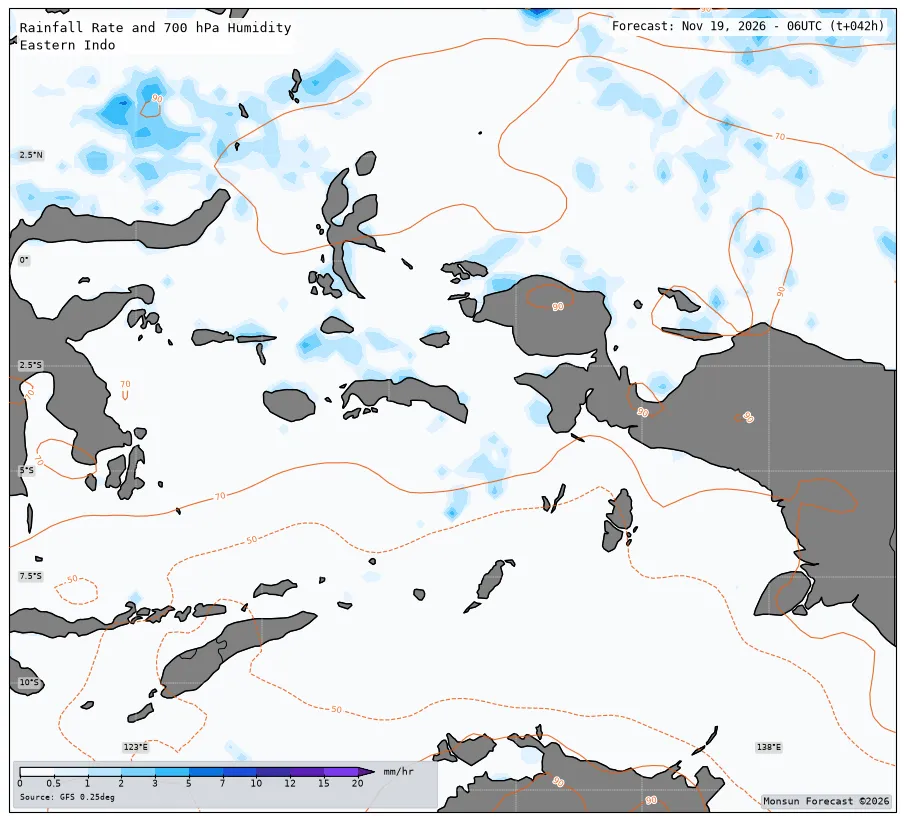 Rainfall Rate and 700 hPa Humidity
Eastern Indo
Forecast: Nov 19, 2026 - 06UTC (t+042h)
90
90
2.5°N
70
0°
90
90
2.5°S
70
70
90
90
70
5°S
70
50
7.5°S
50
10°S
50
123°E
138°E
90
90
mm/hr
0 0.5 1 2 5 7 10 12 15 20
Source: GFS 0.25deg
Monsun Forecast ©2026